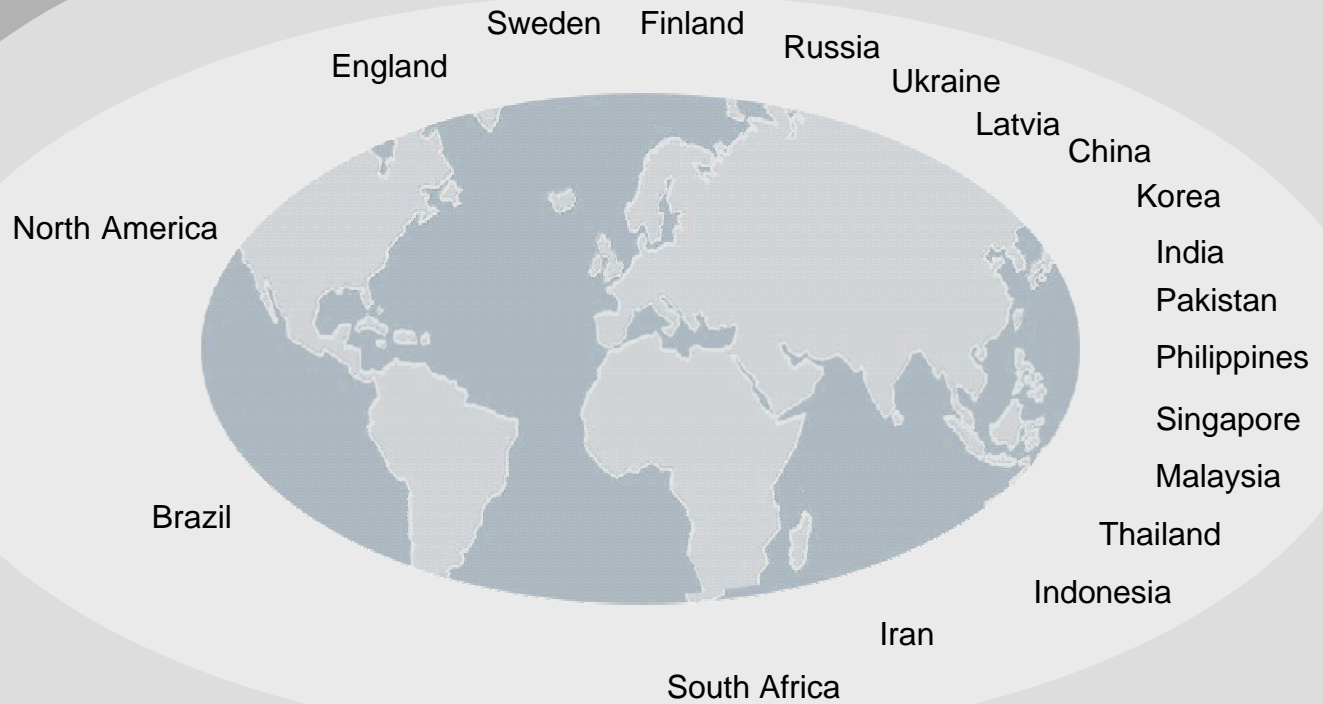 Sweden Finland
Russia
England
Ukraine
Latvia
China
Korea
North America
India
Pakistan
Philippines
Singapore
Malaysia
Brazil
Thailand
Indonesia
Iran
South Africa